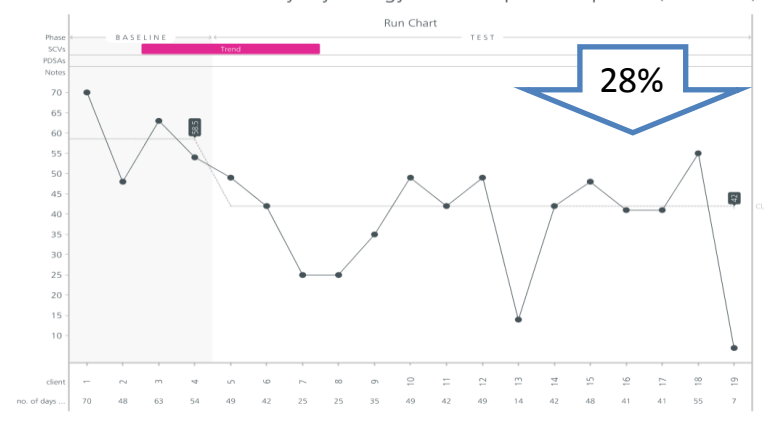 Run Chart
Phase BASELINE TEST
SCVs Trend
PDSAs
Notes
28%
70
65
60
58.5
55
50
45
42
CL
40
35
30
25
20
15
10
client 1 2 3 4 5 6 7 8 9 10 11 12 13 14 15 16 17 18 19
no. of days ... 70 48 63 54 49 42 25 25 35 49 42 49 14 42 48 41 41 55 7